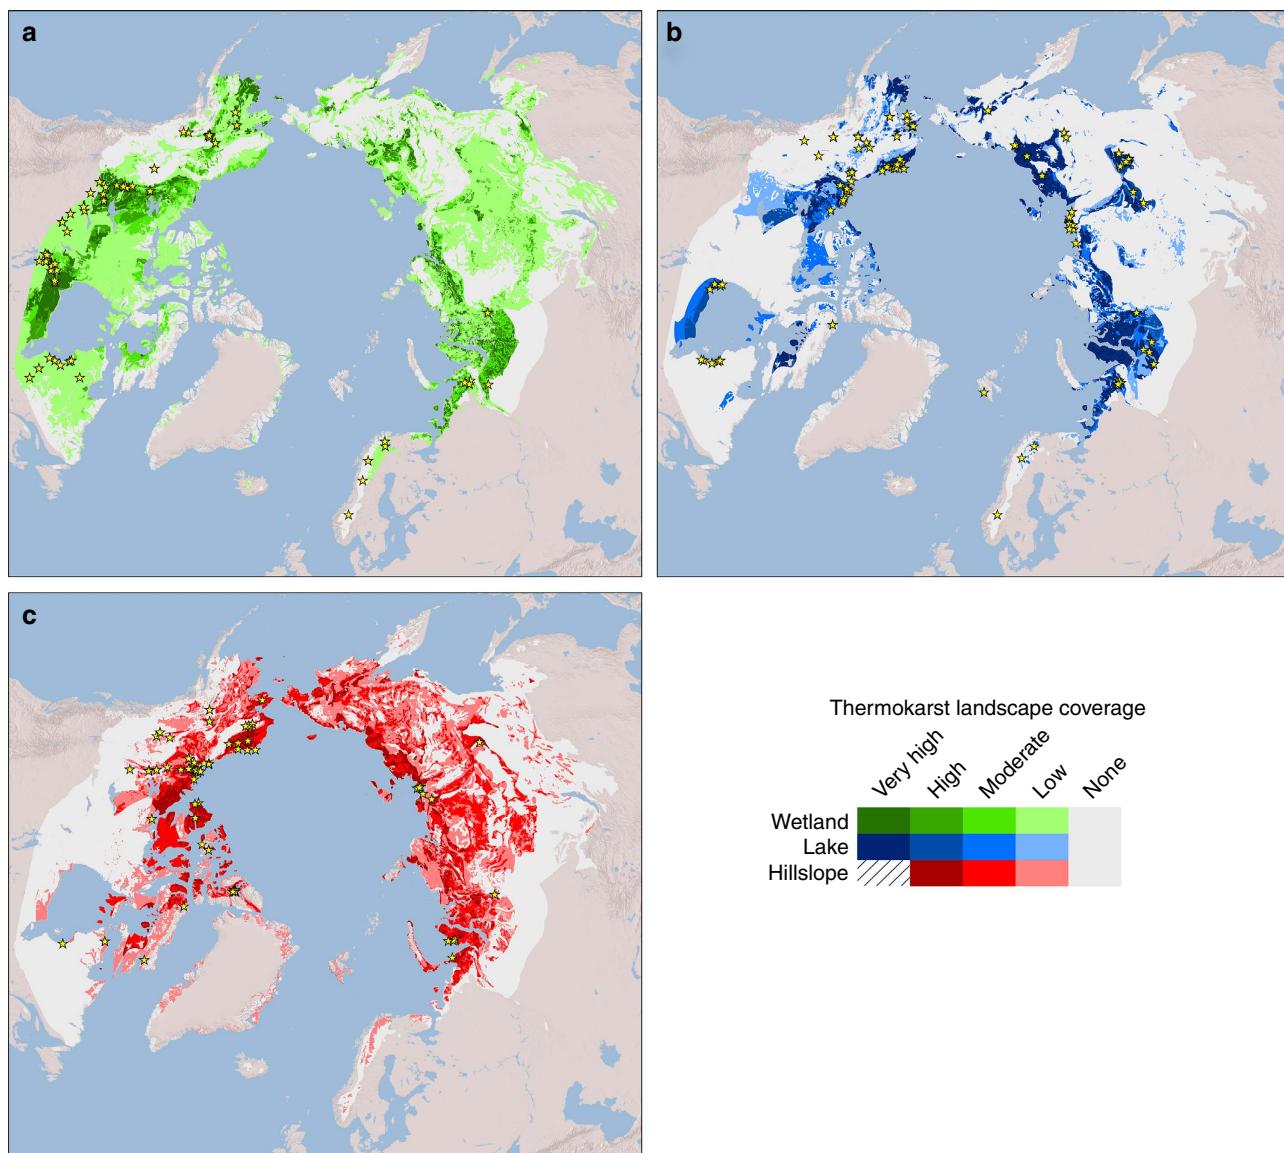 a
b
c
Thermokarst landscape coverage
Very high
High
Moderate
Low
None
Wetland
Lake
Hillslope